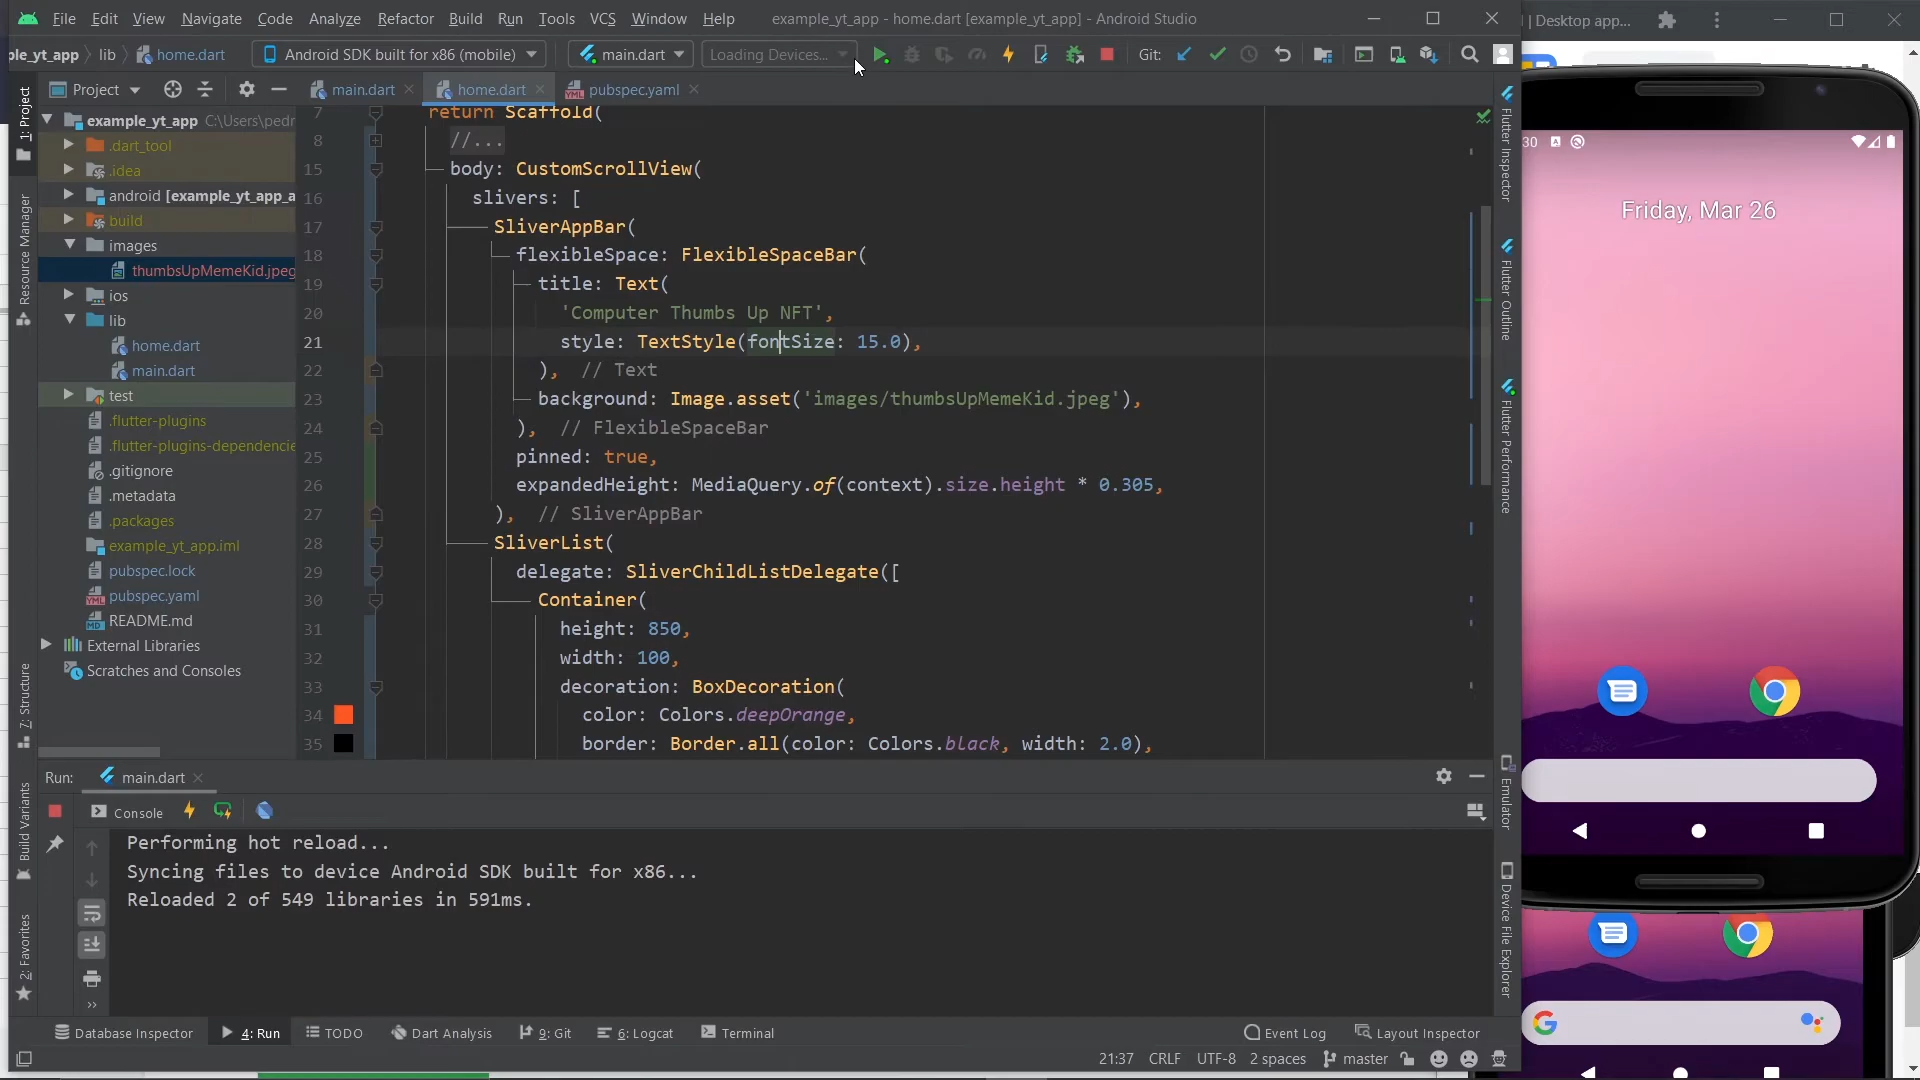 File Edit View Navigate Code Analyze Refactor Build Run Tools VCS Window Help example_yt_app - home.dart [example_yt_app] - Android Studio
| Desktop app...
ple_yt_app lib home.dart Android SDK built for x86 (mobile) main.dart Loading Devices... Git:
Project main.dart home.dart pubspec.yaml
1: Project
Resource Manager
7: Structure
Build Variants
2: Favorites
example_yt_app C:\Users\pedr
.dart_tool
.idea
android [example_yt_app_a
build
images
thumbsUpMemeKid.jpeg
ios
lib
home.dart
main.dart
test
.flutter-plugins
.flutter-plugins-dependencie
.gitignore
.metadata
.packages
example_yt_app.iml
pubspec.lock
pubspec.yaml
README.md
External Libraries
Scratches and Consoles
7 return Scaffold(
8 //...
15 body: CustomScrollView(
16 slivers: [
17 SliverAppBar(
18 flexibleSpace: FlexibleSpaceBar(
19 title: Text(
20 'Computer Thumbs Up NFT',
21 style: TextStyle(fontSize: 15.0),
22 ), // Text
23 background: Image.asset('images/thumbsUpMemeKid.jpeg'),
24 ), // FlexibleSpaceBar
25 pinned: true,
26 expandedHeight: MediaQuery.of(context).size.height * 0.305,
27 ), // SliverAppBar
28 SliverList(
29 delegate: SliverChildListDelegate([
30 Container(
31 height: 850,
32 width: 100,
33 decoration: BoxDecoration(
34 color: Colors.deepOrange,
35 border: Border.all(color: Colors.black, width: 2.0),
Flutter Inspector
Flutter Outline
Flutter Performance
Emulator
Device File Explorer
30
Friday, Mar 26
Run: main.dart
Console
Performing hot reload...
Syncing files to device Android SDK built for x86...
Reloaded 2 of 549 libraries in 591ms.
Database Inspector 4: Run TODO Dart Analysis 9: Git 6: Logcat Terminal Event Log Layout Inspector
21:37 CRLF UTF-8 2 spaces master